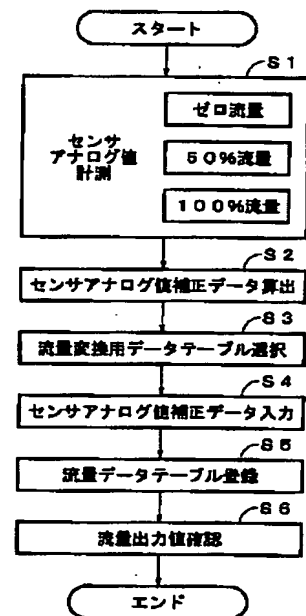 スタート
S1
センサ
アナログ値
計測
ゼロ流量
50%流量
100%流量
S2
センサアナログ値補正データ算出
S3
流量変換用データテーブル選択
S4
センサアナログ値補正データ入力
S5
流量データテーブル登録
S6
流量出力値確認
エンド